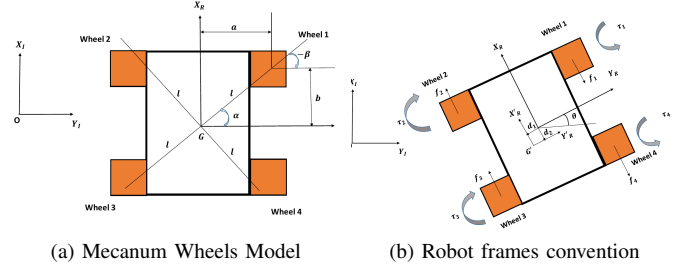 X_I
O
Y_I
(a)
X_R
Wheel 2
a
Wheel 1
-β
b
l
l
α
G
l
l
Wheel 3
Wheel 4
(a) Mecanum Wheels Model
(b)
X_I
Y_I
X_R
Wheel 1
τ_1
Wheel 2
f_1
Y_R
f_2
τ_2
X'_R
d_1
θ
d_2
Y'_R
G'
τ_4
f_3
Wheel 4
f_4
τ_3
Wheel 3
(b) Robot frames convention